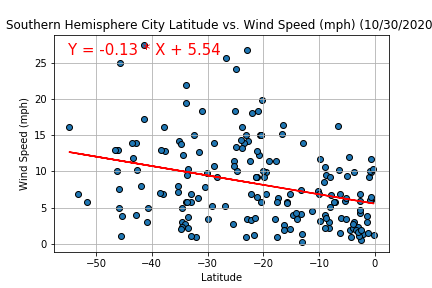 Southern Hemisphere City Latitude vs. Wind Speed (mph) (10/30/2020
Y = -0.13 * X + 5.54
25
20
15
10
5
0
Wind Speed (mph)
−50 −40 −30 −20 −10 0
Latitude